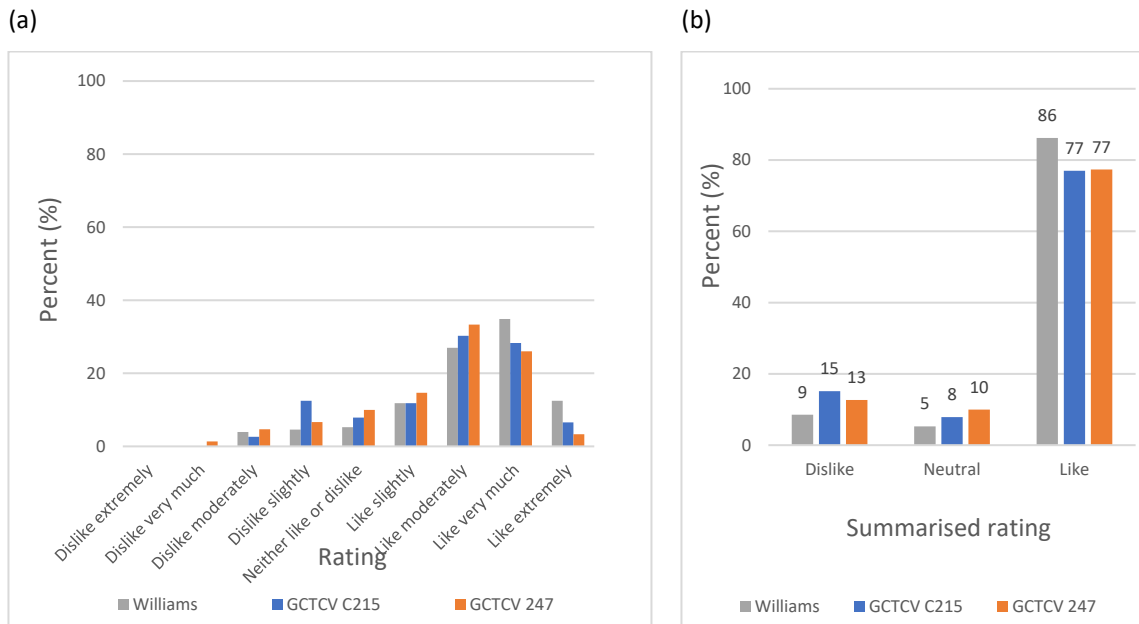 (a)
100
80
60
40
20
0
Percent (%)
Dislike extremely
Dislike very much
Dislike moderately
Dislike slightly
Neither like or dislike
Like slightly
Like moderately
Like very much
Like extremely
Rating
Williams GCTCV C215 GCTCV 247
(b)
100
80
60
40
20
0
Percent (%)
9 15 13
5 8 10
86 77 77
Dislike Neutral Like
Summarised rating
Williams GCTCV C215 GCTCV 247